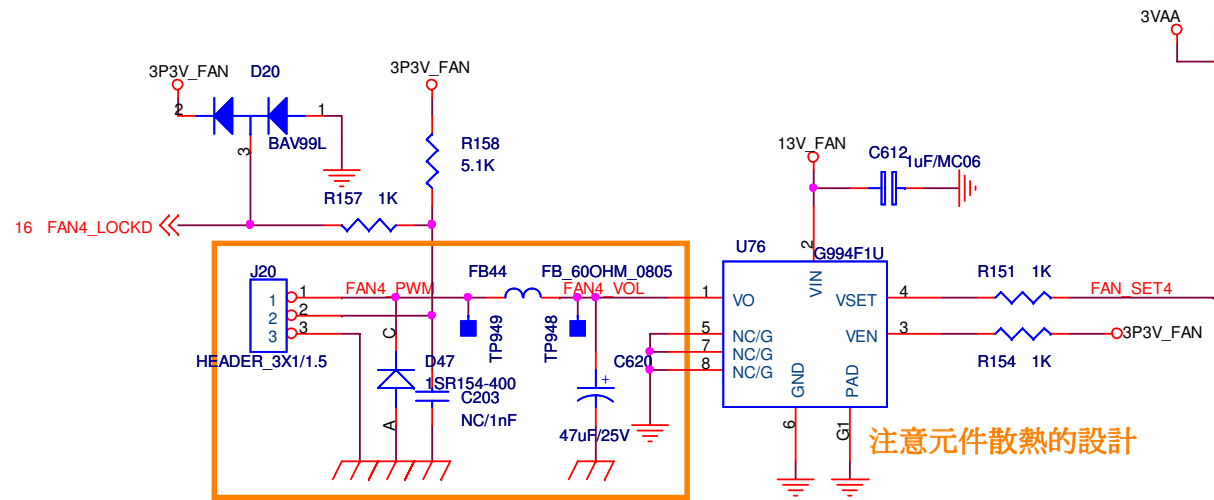 3VAA
3P3V_FAN
D20
3P3V_FAN
2
1
BAV99L
3
R158
5.1K
13V_FAN
C612
1uF/MC06
R157 1K
16 FAN4_LOCKD
2
U76
G994F1U
J20
FB44
FB_60OHM_0805
R151 1K
1
1
FAN4_PWM
FAN4_VOL
1
VO
VIN
VSET
4
FAN_SET4
2
2
3
3
TP949
TP948
5
NC/G
VEN
3
3P3V_FAN
7
NC/G
HEADER_3X1/1.5
C
D47
C620
8
NC/G
R154 1K
1SR154-400
+
GND
PAD
C203
NC/1nF
A
47uF/25V
6
G1
注意元件散熱的設計